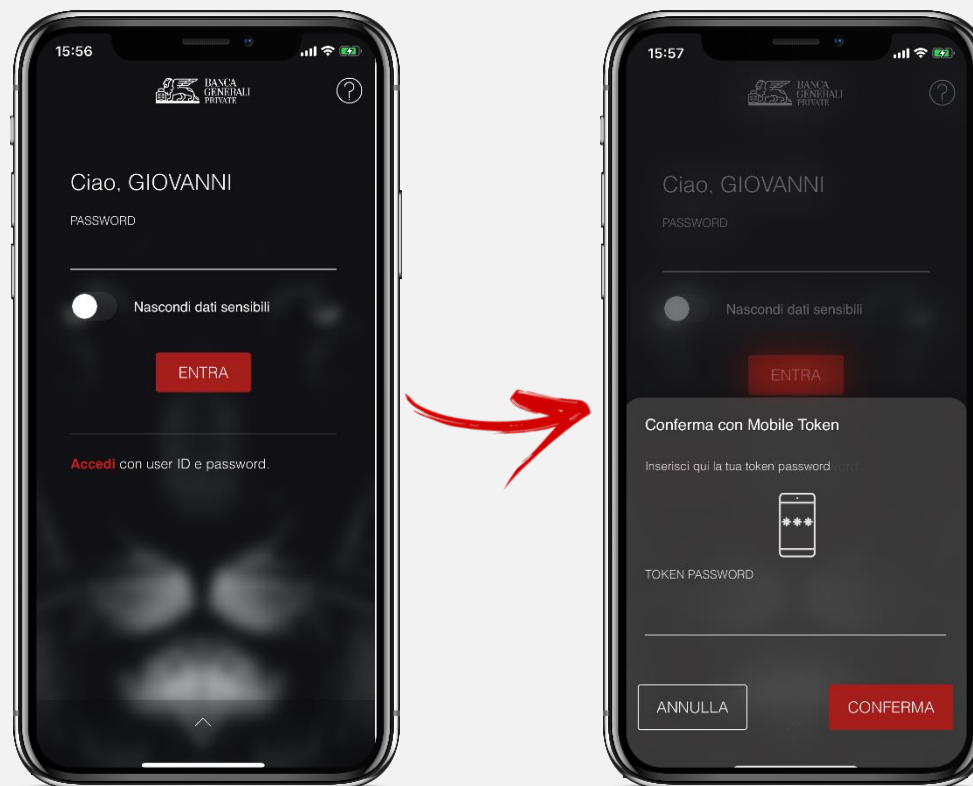 15:56
BANCA
GENERALI
PRIVATE
?
Ciao, GIOVANNI
PASSWORD
Nascondi dati sensibili
ENTRA
Accedi con user ID e password.
15:57
BANCA
GENERALI
PRIVATE
?
Ciao, GIOVANNI
PASSWORD
Nascondi dati sensibili
ENTRA
Conferma con Mobile Token
Inserisci qui la tua token password
***
TOKEN PASSWORD
ANNULLA
CONFERMA